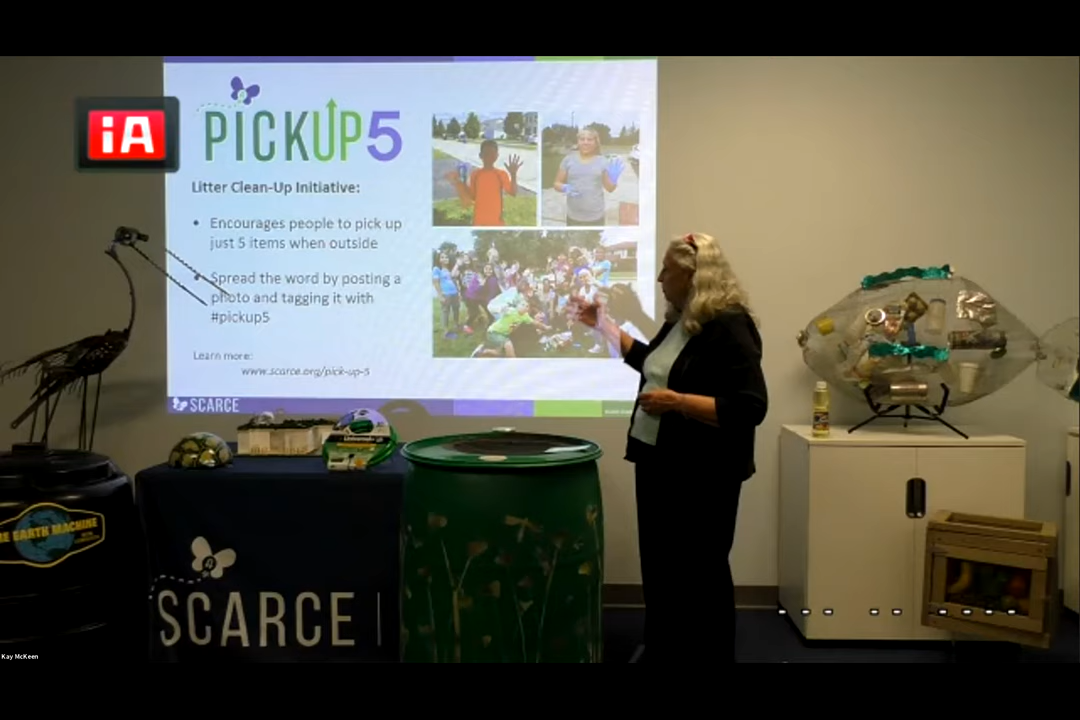 iA
PICKUP5
Litter Clean-Up Initiative:
• Encourages people to pick up
just 5 items when outside
• Spread the word by posting a
photo and tagging it with
#pickup5
Learn more:
www.scarce.org/pick-up-5
SCARCE
THE EARTH MACHINE
SCARCE
Kay McKeen